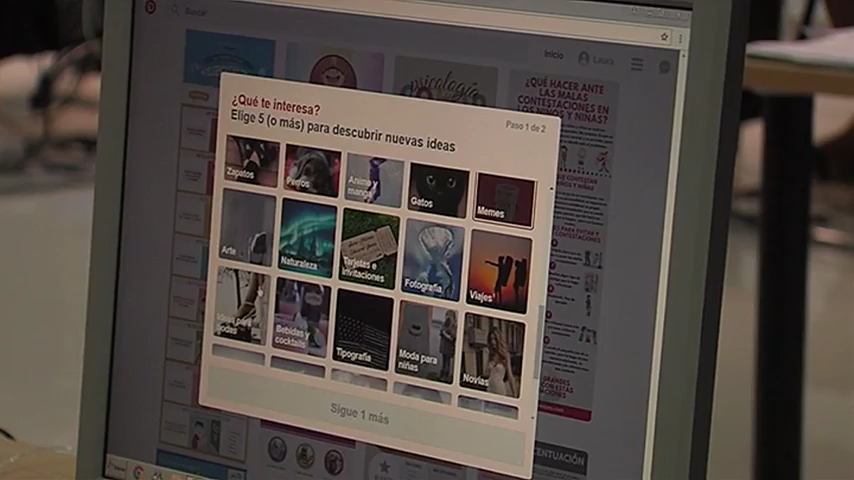 Buscar
Inicio
Laura
psicología
¿QUÉ HACER ANTE
LAS MALAS
CONTESTACIONES EN
LOS NIÑOS Y NIÑAS?
¿Qué te interesa?
Paso 1 de 2
Elige 5 (o más) para descubrir nuevas ideas
Zapatos
Perros
Anime y
manga
Gatos
Memes
Arte
Naturaleza
Tarjetas e
invitaciones
Fotografía
Viajes
Ideas para
bodas
Bebidas y
cocktails
Tipografía
Moda para
niñas
Novias
Sigue 1 más